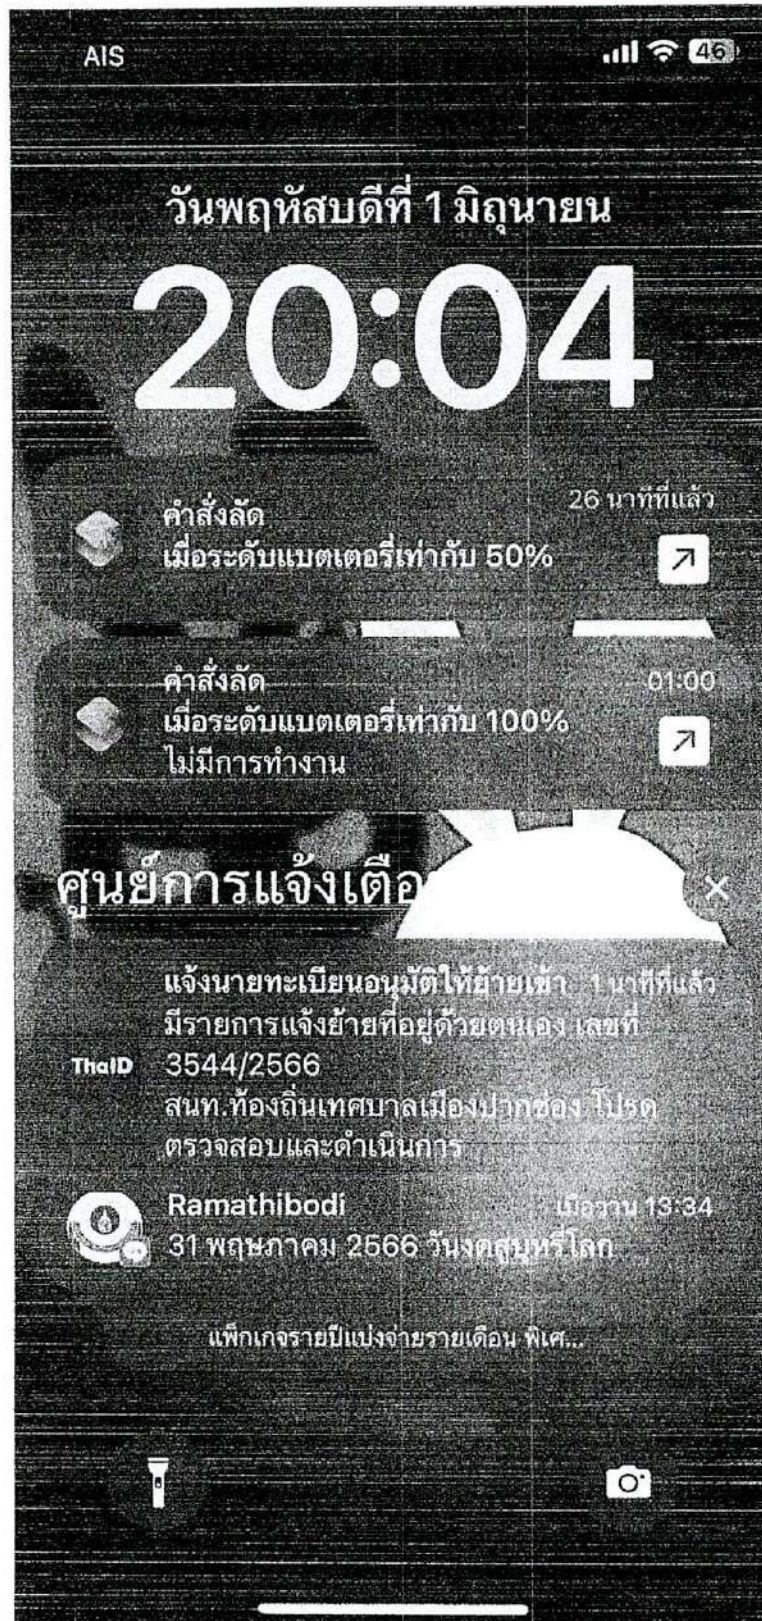 AIS
46
วันพฤหัสบดีที่ 1 มิถุนายน
20:04
คำสั่งลัด
26 นาทีที่แล้ว
เมื่อระดับแบตเตอรี่เท่ากับ 50%
คำสั่งลัด
01:00
เมื่อระดับแบตเตอรี่เท่ากับ 100%
ไม่มีการทำงาน
ศูนย์การแจ้งเตือ
แจ้งนายทะเบียนอนุมัติให้ย้ายเข้า 1 นาทีที่แล้ว
มีรายการแจ้งย้ายที่อยู่ด้วยตนเอง เลขที่
ThaID 3544/2566
สนท.ท้องถิ่นเทศบาลเมืองปากช่อง โปรด
ตรวจสอบและดำเนินการ
Ramathibodi
เมื่อวาน 13:34
31 พฤษภาคม 2566 วันงดสูบบุหรี่โลก
แพ็กเกจรายปีแบ่งจ่ายรายเดือน พิเศ...